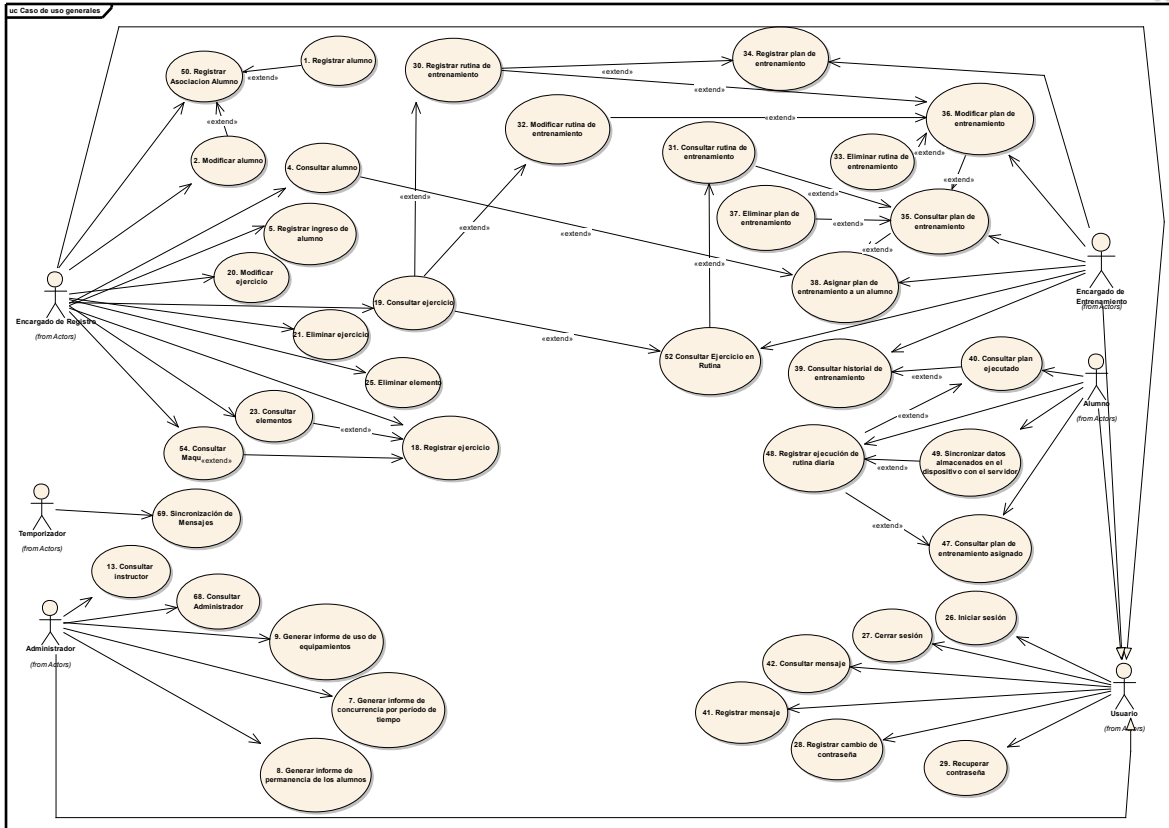 uc Caso de uso generales
50. Registrar
Asociacion Alumno
«extend»
1. Registrar alumno
30. Registrar rutina de
entrenamiento
«extend»
«extend»
34. Registrar plan de
entrenamiento
36. Modificar plan de
entrenamiento
«extend»
2. Modificar alumno
4. Consultar alumno
32. Modificar rutina de
entrenamiento
«extend»
31. Consultar rutina de
entrenamiento
33. Eliminar rutina de
entrenamiento
«extend»
«extend»
«extend»
37. Eliminar plan de
entrenamiento
«extend»
35. Consultar plan de
entrenamiento
5. Registrar ingreso de
alumno
«extend»
«extend»
«extend»
«extend»
«extend»
20. Modificar
ejercicio
38. Asignar plan de
entrenamiento a un alumno
Encargado de Registro
(from Actors)
Encargado de
Entrenamiento
(from Actors)
19. Consultar ejercicio
21. Eliminar ejercicio
«extend»
52 Consultar Ejercicio en
Rutina
39. Consultar historial de
entrenamiento
«extend»
40. Consultar plan
ejecutado
Alumno
(from Actors)
25. Eliminar elemento
23. Consultar
elementos
«extend»
18. Registrar ejercicio
54. Consultar
Maqu
«extend»
«extend»
48. Registrar ejecución de
rutina diaria
«extend»
49. Sincronizar datos
almacenados en el
dispositivo con el servidor
«extend»
47. Consultar plan de
entrenamiento asignado
Temporizador
(from Actors)
69. Sincronización de
Mensajes
13. Consultar
instructor
68. Consultar
Administrador
Administrador
(from Actors)
9. Generar informe de uso de
equipamientos
7. Generar informe de
concurrencia por período de
tiempo
8. Generar informe de
permanencia de los alumnos
26. Iniciar sesión
27. Cerrar sesión
42. Consultar mensaje
41. Registrar mensaje
28. Registrar cambio de
contraseña
29. Recuperar
contraseña
Usuario
(from Actors)